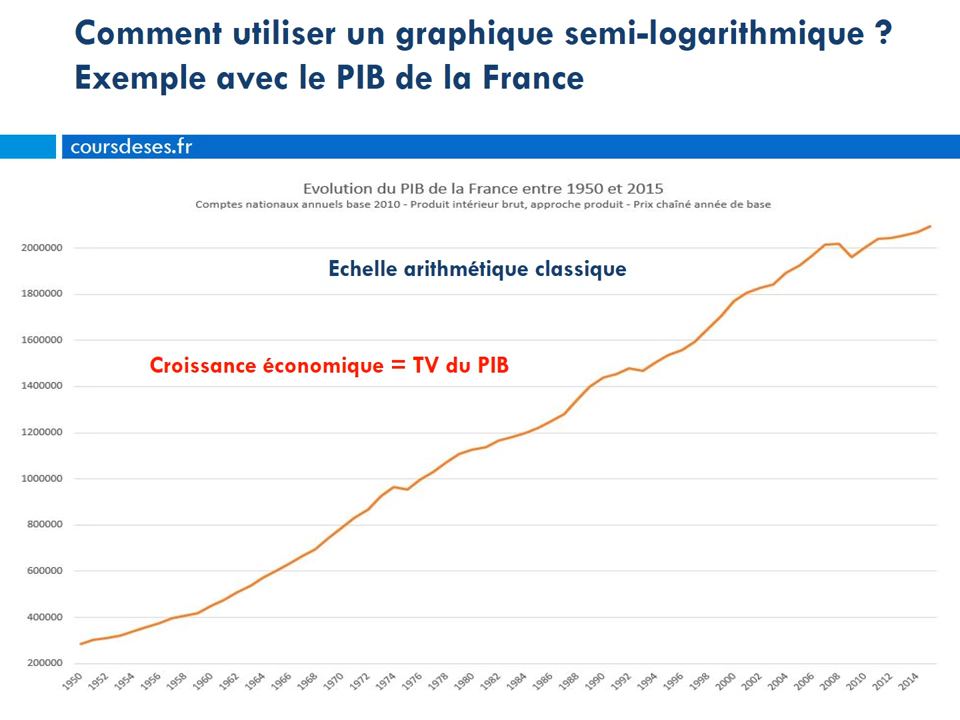 Comment utiliser un graphique semi-logarithmique ?
Exemple avec le PIB de la France
coursdeses.fr
Evolution du PIB de la France entre 1950 et 2015
Comptes nationaux annuels base 2010 - Produit intérieur brut, approche produit - Prix chaîné année de base
Echelle arithmétique classique
Croissance économique = TV du PIB
2000000
1800000
1600000
1400000
1200000
1000000
800000
600000
400000
200000
1950 1952 1954 1956 1958 1960 1962 1964 1966 1968 1970 1972 1974 1976 1978 1980 1982 1984 1986 1988 1990 1992 1994 1996 1998 2000 2002 2004 2006 2008 2010 2012 2014